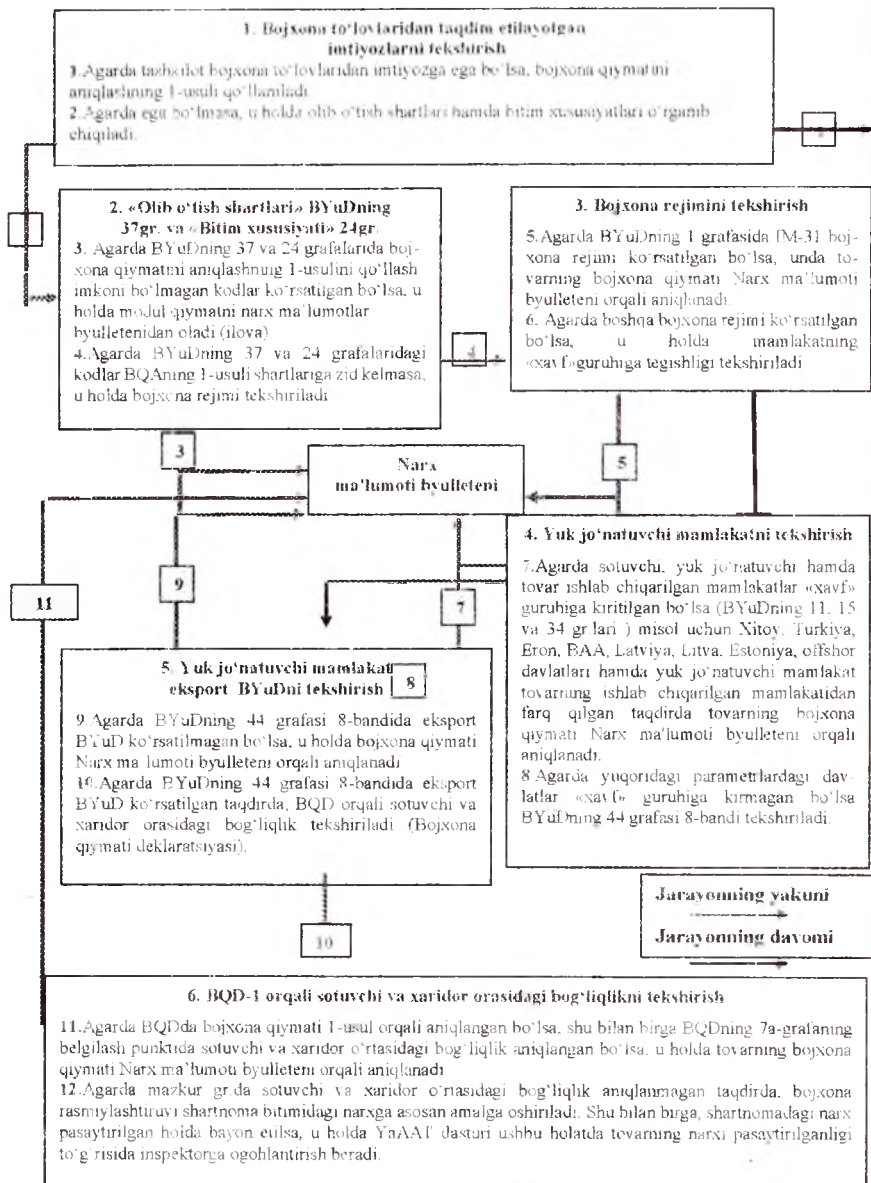 1. Bojxona to‘lovlaridan taqdim etilayotgan
imtiyozlarni tekshirish
1.Agarda tashkilot bojxona to‘lovlaridan imtiyozga ega bo‘lsa, bojxona qiymatini
aniqlashning 1-usuli qo‘llaniladi
2.Agarda ega bo‘lmasa, u holda olib o‘tish shartlari hamda bitim xususiyatlari o‘rganib
chiqiladi.
2. «Olib o‘tish shartlari» BYuDning
37gr. va «Bitim xususiyati» 24gr.
3. Agarda BYuDning 37 va 24 grafalarida boj-
xona qiymatini aniqlashning 1-usulini qo‘llash
imkoni bo‘lmagan kodlar ko‘rsatilgan bo‘lsa, u
holda modul qiymatni narx ma’lumotlar
byulletenidan oladi (ilova)
4.Agarda BYuDning 37 va 24 grafalaridagi
kodlar BQAning 1-usuli shartlariga zid kelmasa,
u holda bojxona rejimi tekshiriladi
4
3. Bojxona rejimini tekshirish
5.Agarda BYuDning 1 grafasida IM-31 boj-
xona rejimi ko‘rsatilgan bo‘lsa, unda to-
varning bojxona qiymati Narx ma’lumoti
byulleteni orqali aniqlanadi.
6. Agarda boshqa bojxona rejimi ko‘rsatilgan
bo‘lsa, u holda mamlakatning
«xavf»guruhiga tegishligi tekshiriladi
3
Narx
ma’lumoti byulleteni
5
9
7
11
4. Yuk jo‘natuvchi mamlakatni tekshirish
7.Agarda sotuvchi, yuk jo‘natuvchi hamda
tovar ishlab chiqarilgan mamlakatlar «xavf»
guruhiga kiritilgan bo‘lsa (BYuDning 11, 15
va 34 gr.lari ) misol uchun Xitoy, Turkiya,
Eron, BAA, Latviya, Litva, Estoniya, offshor
davlatlari hamda yuk jo‘natuvchi mamlakat
tovarning ishlab chiqarilgan mamlakatidan
farq qilgan taqdirda tovarning bojxona
qiymati Narx ma’lumoti byulleteni orqali
aniqlanadi.
8 Agarda yuqoridagi parametrlardagi dav-
latlar «xavf» guruhiga kirmagan bo‘lsa
BYuDning 44 grafasi 8-bandi tekshiriladi.
5. Yuk jo‘natuvchi mamlakat
eksport BYuDni tekshirish
8
9.Agarda BYuDning 44 grafasi 8-bandida eksport
BYuD ko‘rsatilmagan bo‘lsa, u holda bojxona qiymati
Narx ma lumoti byulleteni orqali aniqlanadi
10.Agarda BYuDning 44 grafasi 8-bandida eksport
BYuD ko‘rsatilgan taqdirda, BQD orqali sotuvchi va
xaridor orasidagi bog‘liqlik tekshiriladi (Bojxona
qiymati deklaratsiyasi).
10
Jarayonning yakuni
Jarayonning davomi
6. BQD-1 orqali sotuvchi va xaridor orasidagi bog‘liqlikni tekshirish
11.Agarda BQDda bojxona qiymati 1-usul orqali aniqlangan bo‘lsa, shu bilan birga BQDning 7a-grafaning
belgilash punktida sotuvchi va xaridor o‘rtasidagi bog‘liqlik aniqlangan bo‘lsa, u holda tovarning bojxona
qiymati Narx ma’lumoti byulleteni orqali aniqlanadi
12.Agarda mazkur gr.da sotuvchi va xaridor o‘rtasidagi bog‘liqlik aniqlanmagan taqdirda, bojxona
rasmiylashtiruvi shartnoma bitimidagi narxga asosan amalga oshiriladi. Shu bilan birga, shartnomadagi narx
pasaytirilgan holda bayon etilsa, u holda YaAAT dasturi ushbu holatda tovarning narxi pasaytirilganligi
to‘g‘risida inspektorga ogohlantirish beradi.